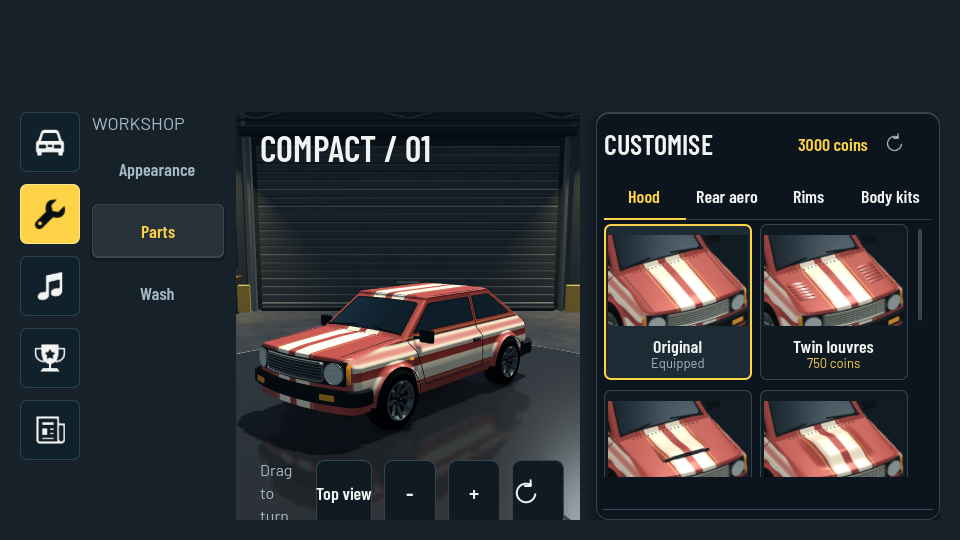 WORKSHOP
Appearance
Parts
Wash
COMPACT / 01
Drag
to
turn
Top view
-
+
CUSTOMISE
3000 coins
Hood
Rear aero
Rims
Body kits
Original
Equipped
Twin louvres
750 coins